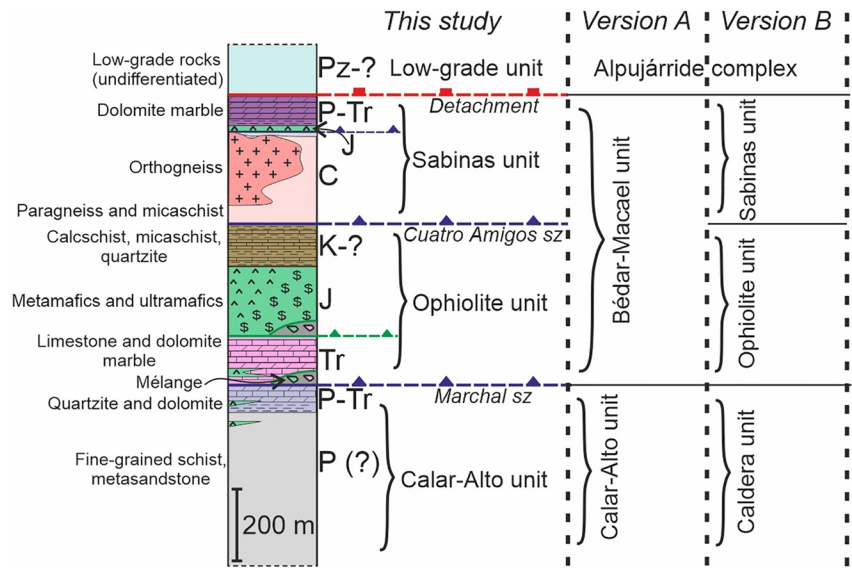 This study
Version A
Version B
Low-grade rocks
(undifferentiated)
Pz-?
Low-grade unit
Alpujárride complex
Dolomite marble
P-Tr
Detachment
J
Orthogneiss
C
Sabinas unit
Sabinas unit
Paragneiss and micaschist
Cuatro Amigos sz
Bédar-Macael unit
Calcschist, micaschist,
quartzite
K-?
Metamafics and ultramafics
J
Ophiolite unit
Ophiolite unit
Limestone and dolomite
marble
Tr
Mélange
Marchal sz
Quartzite and dolomite
P-Tr
Fine-grained schist,
metasandstone
P (?)
Calar-Alto unit
Calar-Alto unit
Caldera unit
200 m